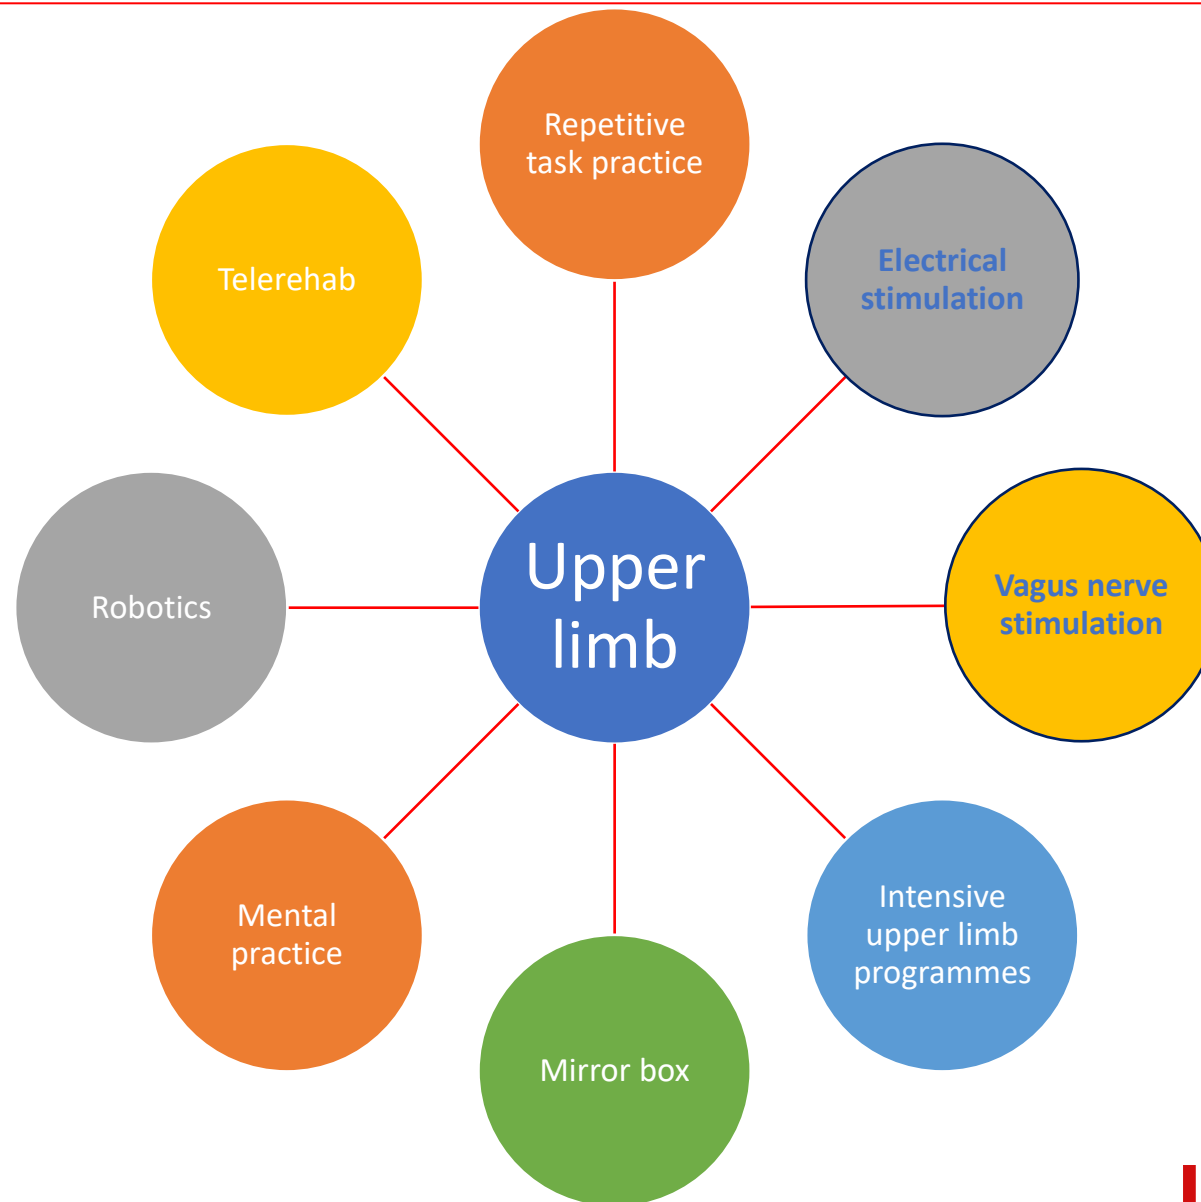 Repetitive
task practice
Electrical
stimulation
Telerehab
Upper
limb
Vagus nerve
stimulation
Robotics
Intensive
upper limb
programmes
Mental
practice
Mirror box